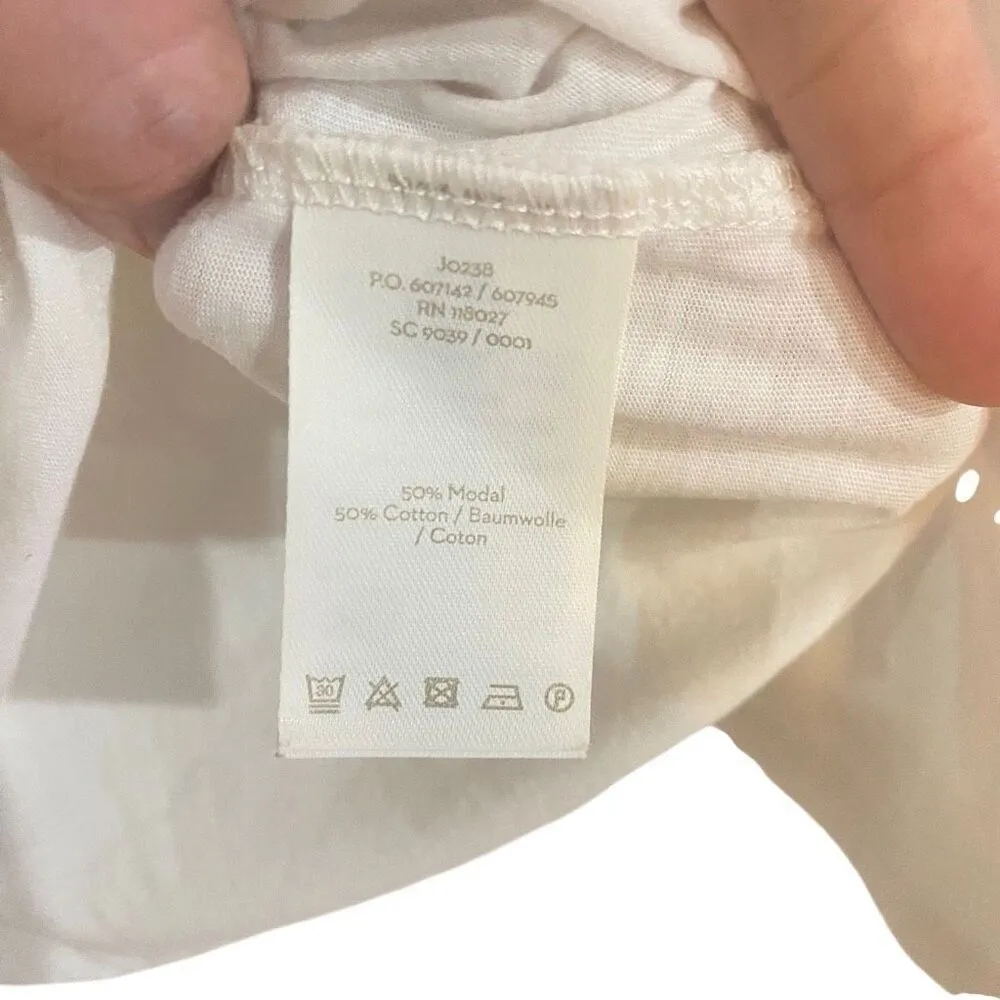 J0238
P.O. 607142 / 607945
RN 118027
SC 9039 / 0001
50% Modal
50% Cotton / Baumwolle
/ Coton
30
P